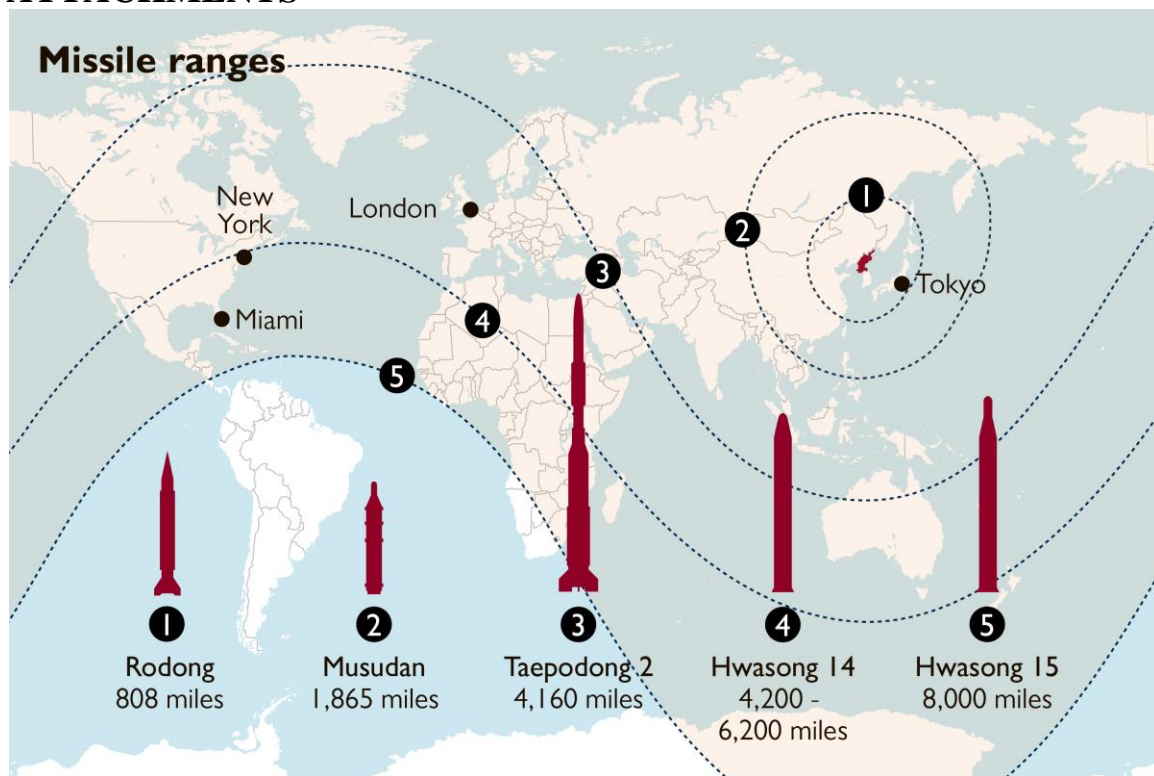 ATTACHMENTS
Missile ranges
New
York
London
Miami
Tokyo
1
2
3
4
5
1
Rodong
808 miles
2
Musudan
1,865 miles
3
Taepodong 2
4,160 miles
4
Hwasong 14
4,200 -
6,200 miles
5
Hwasong 15
8,000 miles